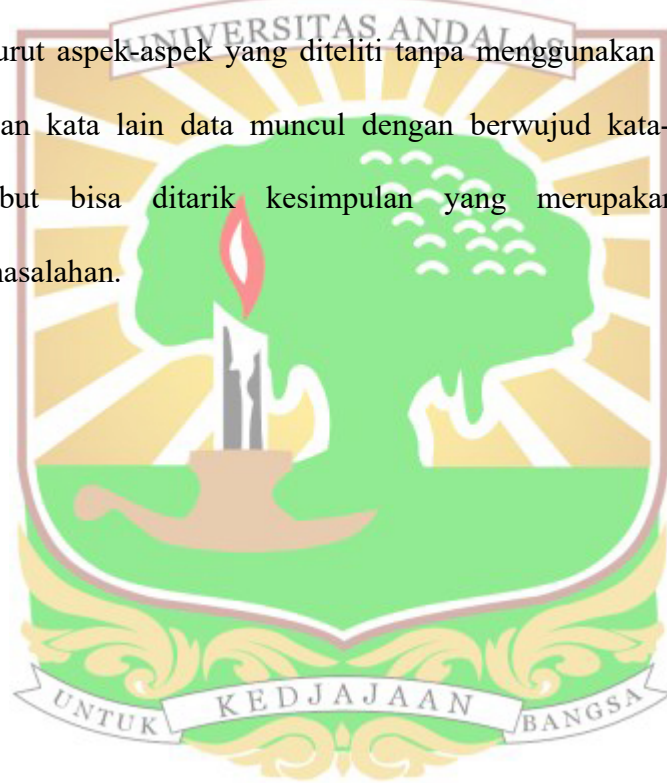 UNIVERSITAS ANDALAS
urut aspek-aspek yang diteliti tanpa menggunakan
an kata lain data muncul dengan berwujud kata-
but bisa ditarik kesimpulan yang merupakan
nasalahan.
UNTUK KEDJAJAAN BANGSA